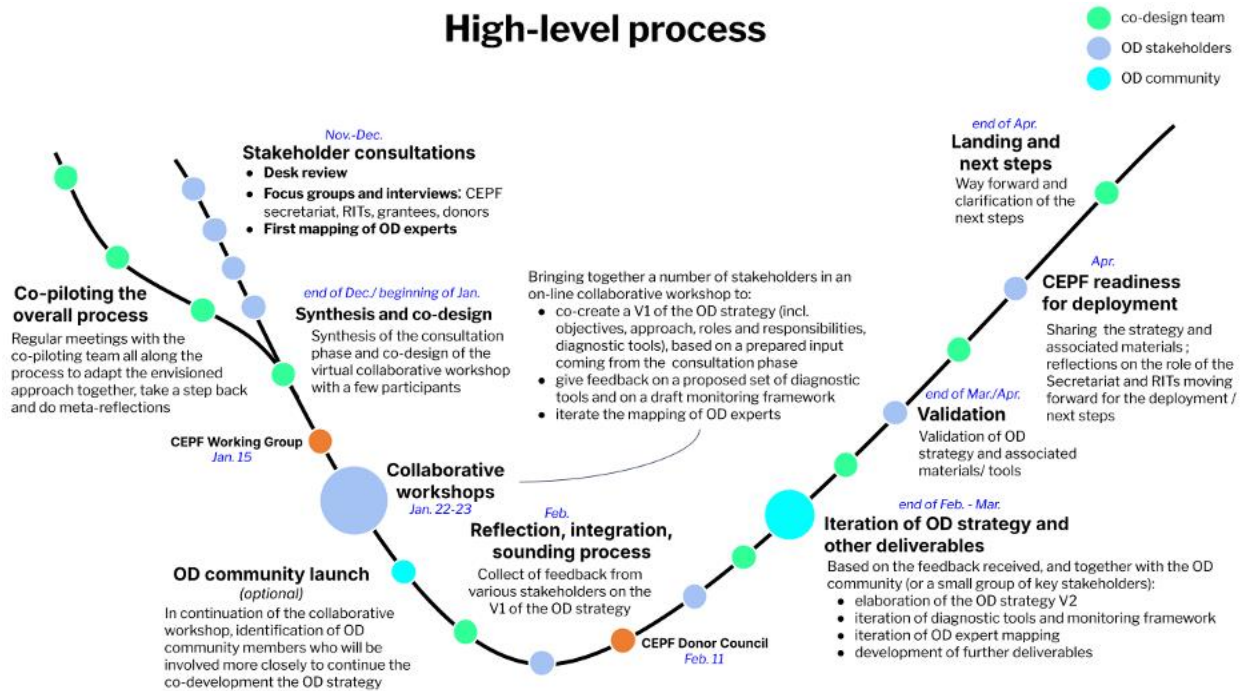 High-level process
co-design team
OD stakeholders
OD community
Nov.-Dec.
Stakeholder consultations
• Desk review
• Focus groups and interviews: CEPF
secretariat, RITs, grantees, donors
• First mapping of OD experts
Co-piloting the
overall process
Regular meetings with the
co-piloting team all along the
process to adapt the envisioned
approach together, take a step back
and do meta-reflections
end of Dec./ beginning of Jan.
Synthesis and co-design
Synthesis of the consultation
phase and co-design of the
virtual collaborative workshop
with a few participants
CEPF Working Group
Jan. 15
Collaborative
workshops
Jan. 22-23
Bringing together a number of stakeholders in an
on-line collaborative workshop to:
• co-create a V1 of the OD strategy (incl.
objectives, approach, roles and responsibilities,
diagnostic tools), based on a prepared input
coming from the consultation phase
• give feedback on a proposed set of diagnostic
tools and on a draft monitoring framework
• iterate the mapping of OD experts
OD community launch
(optional)
In continuation of the collaborative
workshop, identification of OD
community members who will be
involved more closely to continue the
co-development the OD strategy
Feb.
Reflection, integration,
sounding process
Collect of feedback from
various stakeholders on the
V1 of the OD strategy
CEPF Donor Council
Feb. 11
end of Feb. - Mar.
Iteration of OD strategy and
other deliverables
Based on the feedback received, and together with the OD
community (or a small group of key stakeholders):
• elaboration of the OD strategy V2
• iteration of diagnostic tools and monitoring framework
• iteration of OD expert mapping
• development of further deliverables
end of Mar./Apr.
Validation
Validation of OD
strategy and associated
materials/ tools
Apr.
CEPF readiness
for deployment
Sharing the strategy and
associated materials ;
reflections on the role of the
Secretariat and RITs moving
forward for the deployment /
next steps
end of Apr.
Landing and
next steps
Way forward and
clarification of the
next steps